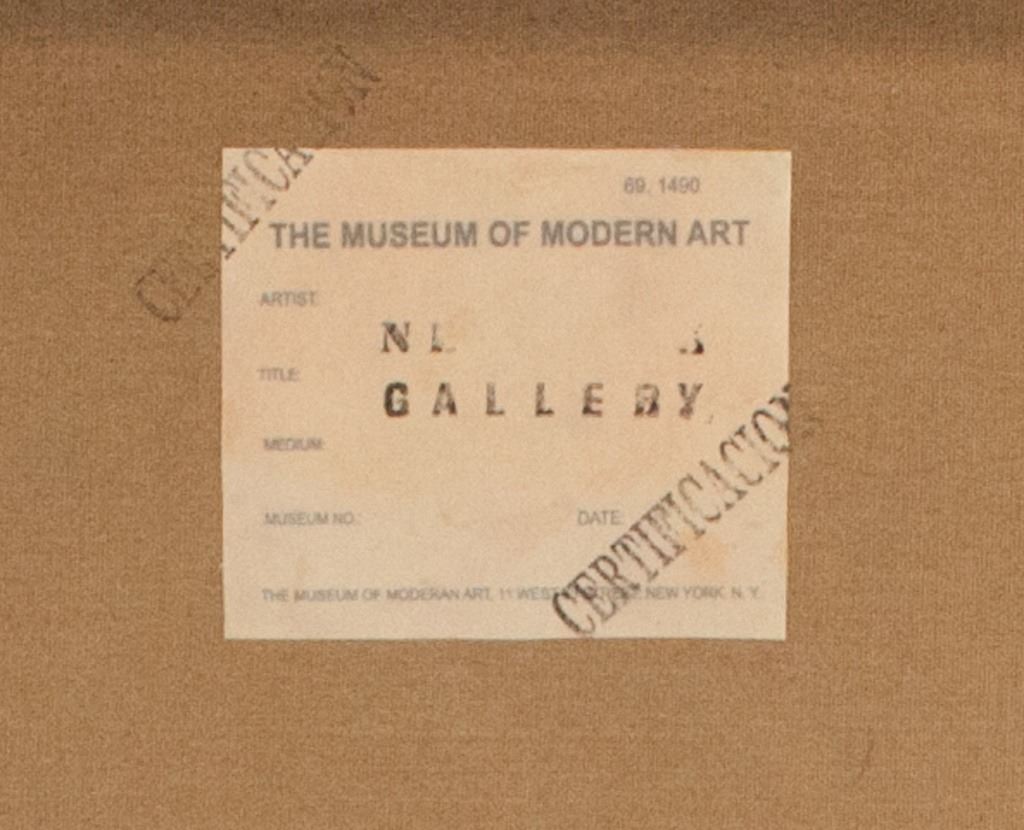 CERTIFICACION
69. 1490
THE MUSEUM OF MODERN ART
ARTIST:
TITLE:
GALLERY
MEDIUM:
MUSEUM NO.:
DATE:
CERTIFICACION
THE MUSEUM OF MODERAN ART, 11 WEST NEW YORK, N. Y.